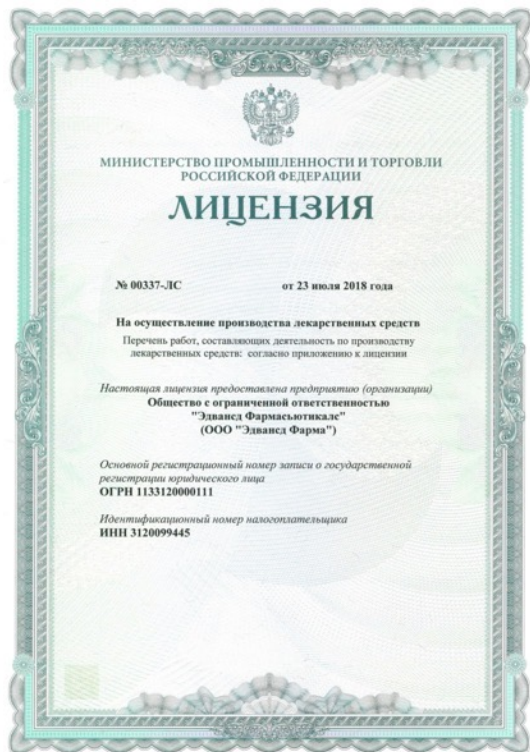 МИНИСТЕРСТВО ПРОМЫШЛЕННОСТИ И ТОРГОВЛИ
РОССИЙСКОЙ ФЕДЕРАЦИИ
ЛИЦЕНЗИЯ
№ 00337-ЛС от 23 июля 2018 года
На осуществление производства лекарственных средств
Перечень работ, составляющих деятельность по производству
лекарственных средств: согласно приложению к лицензии
Настоящая лицензия предоставлена предприятию (организации)
Общество с ограниченной ответственностью
"Эдвансд Фармасьютикалс"
(ООО "Эдвансд Фарма")
Основной регистрационный номер записи о государственной
регистрации юридического лица
ОГРН 1133120000111
Идентификационный номер налогоплательщика
ИНН 3120099445